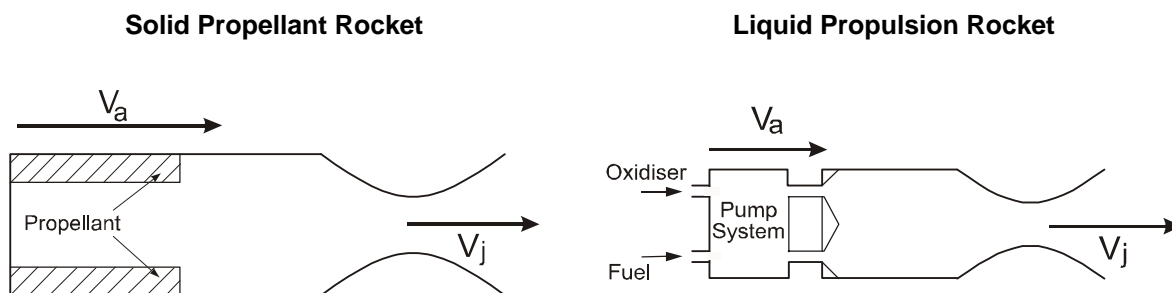 Solid Propellant Rocket
Va
Propellant
Vj
Liquid Propulsion Rocket
Va
Oxidiser
Pump
System
Fuel
Vj